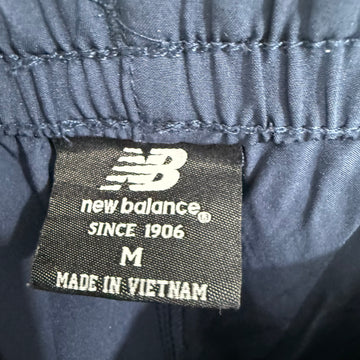 NB
new balance®
SINCE 1906
M
MADE IN VIETNAM